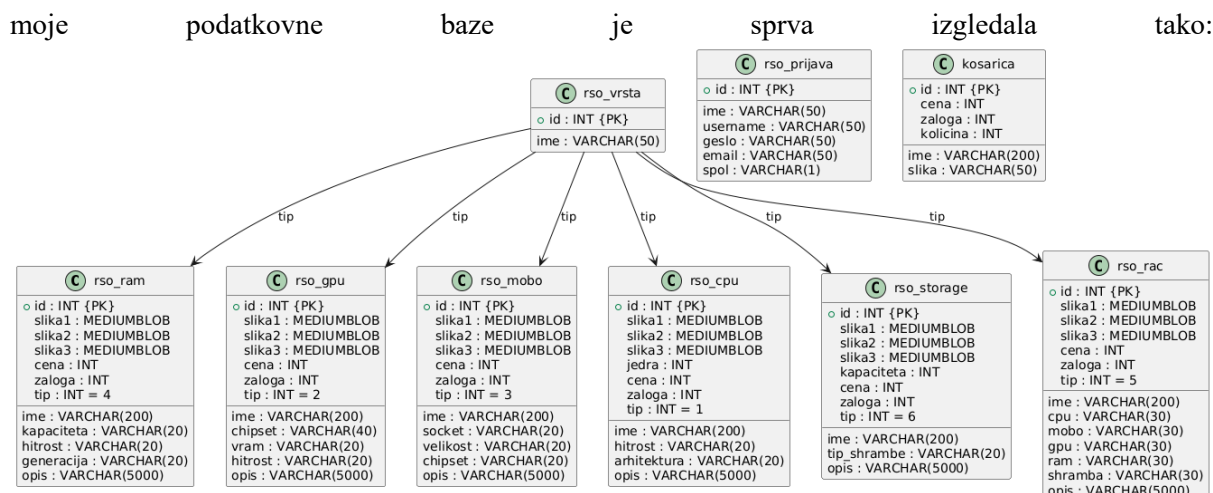 moje podatkovne baze je sprva izgledala tako:
C rso_vrsta
id : INT {PK}
ime : VARCHAR(50)
C rso_prijava
id : INT {PK}
ime : VARCHAR(50)
username : VARCHAR(50)
geslo : VARCHAR(50)
email : VARCHAR(50)
spol : VARCHAR(1)
C kosarica
id : INT {PK}
cena : INT
zaloga : INT
kolicina : INT
ime : VARCHAR(200)
slika : VARCHAR(50)
tip
tip
tip
tip
tip
tip
C rso_ram
id : INT {PK}
slika1 : MEDIUMBLOB
slika2 : MEDIUMBLOB
slika3 : MEDIUMBLOB
cena : INT
zaloga : INT
tip : INT = 4
ime : VARCHAR(200)
kapaciteta : VARCHAR(20)
hitrost : VARCHAR(20)
generacija : VARCHAR(20)
opis : VARCHAR(5000)
C rso_gpu
id : INT {PK}
slika1 : MEDIUMBLOB
slika2 : MEDIUMBLOB
slika3 : MEDIUMBLOB
cena : INT
zaloga : INT
tip : INT = 2
ime : VARCHAR(200)
chipset : VARCHAR(40)
vram : VARCHAR(20)
hitrost : VARCHAR(20)
opis : VARCHAR(5000)
C rso_mobo
id : INT {PK}
slika1 : MEDIUMBLOB
slika2 : MEDIUMBLOB
slika3 : MEDIUMBLOB
cena : INT
zaloga : INT
tip : INT = 3
ime : VARCHAR(200)
socket : VARCHAR(20)
velikost : VARCHAR(20)
chipset : VARCHAR(20)
opis : VARCHAR(5000)
C rso_cpu
id : INT {PK}
slika1 : MEDIUMBLOB
slika2 : MEDIUMBLOB
slika3 : MEDIUMBLOB
jedra : INT
cena : INT
zaloga : INT
tip : INT = 1
ime : VARCHAR(200)
hitrost : VARCHAR(20)
arhitektura : VARCHAR(20)
opis : VARCHAR(5000)
C rso_storage
id : INT {PK}
slika1 : MEDIUMBLOB
slika2 : MEDIUMBLOB
slika3 : MEDIUMBLOB
kapaciteta : INT
cena : INT
zaloga : INT
tip : INT = 6
ime : VARCHAR(200)
tip_shrambe : VARCHAR(20)
opis : VARCHAR(5000)
C rso_rac
id : INT {PK}
slika1 : MEDIUMBLOB
slika2 : MEDIUMBLOB
slika3 : MEDIUMBLOB
cena : INT
zaloga : INT
tip : INT = 5
ime : VARCHAR(200)
cpu : VARCHAR(30)
mobo : VARCHAR(30)
gpu : VARCHAR(30)
ram : VARCHAR(30)
shramba : VARCHAR(30)
opis : VARCHAR(5000)